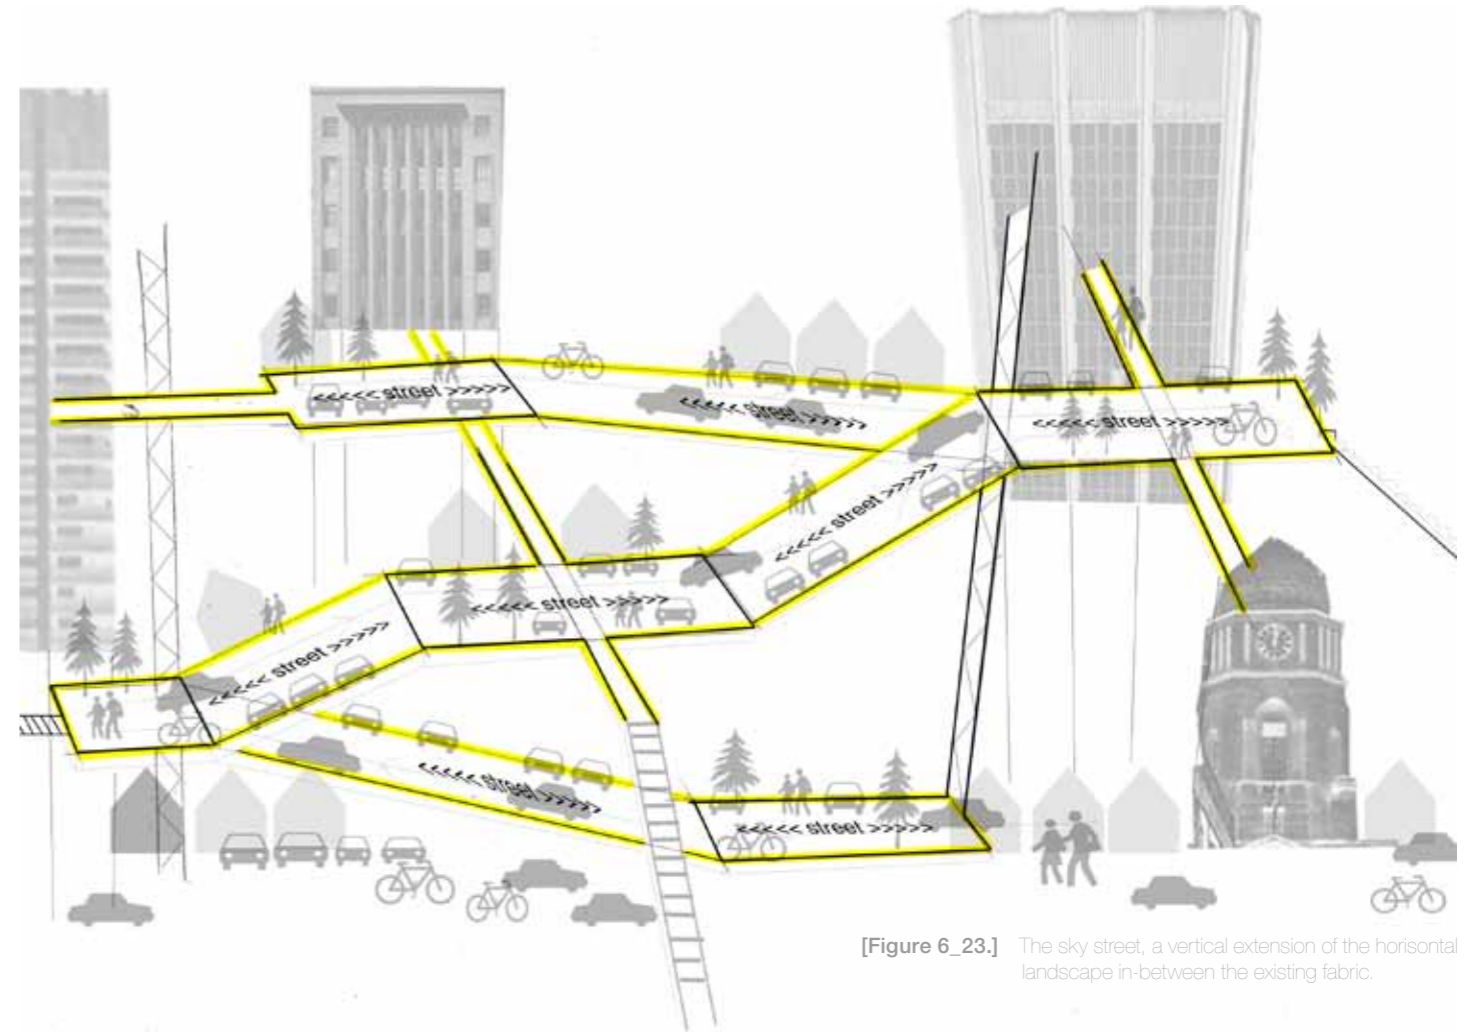 <<<<< street >>>>>
<<<<< street >>>>>
<<<<< street >>>>>
<<<<< street >>>>>
<<<<< street >>>>>
<<<<< street >>>>>
<<<<< street >>>>>
<<<<< street >>>>>
[Figure 6_23.] The sky street, a vertical extension of the horisontal
landscape in-between the existing fabric.